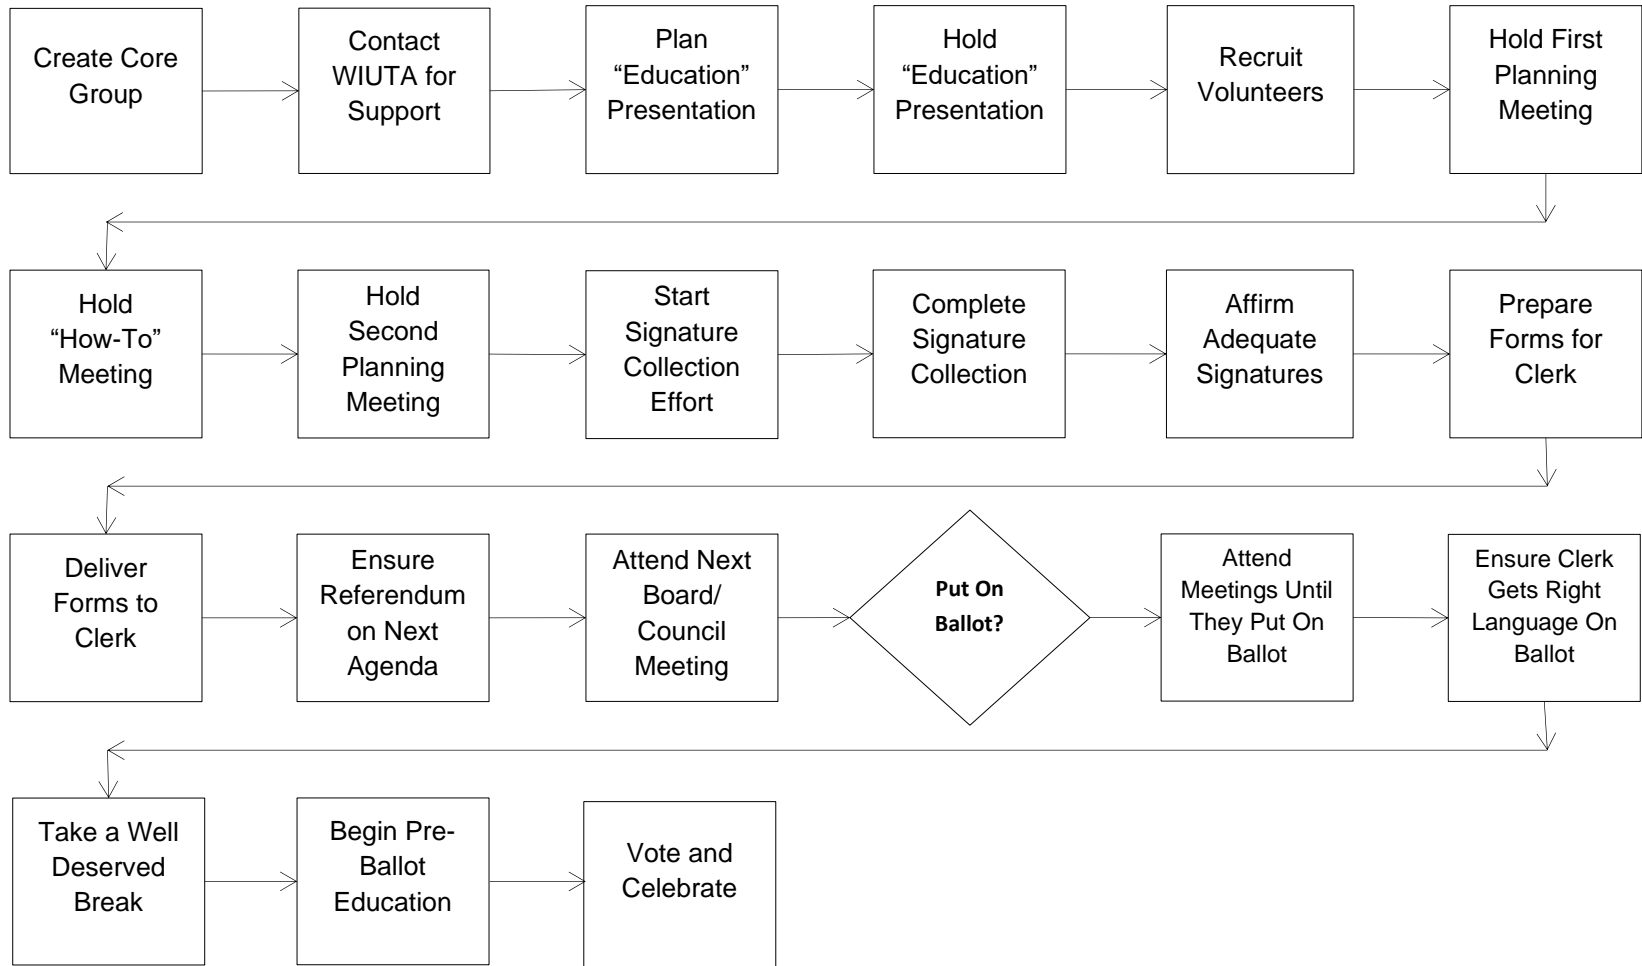 Create Core
Group
Contact
WIUTA for
Support
Plan
“Education”
Presentation
Hold
“Education”
Presentation
Recruit
Volunteers
Hold First
Planning
Meeting
Hold
“How-To”
Meeting
Hold
Second
Planning
Meeting
Start
Signature
Collection
Effort
Complete
Signature
Collection
Affirm
Adequate
Signatures
Prepare
Forms for
Clerk
Deliver
Forms to
Clerk
Ensure
Referendum
on Next
Agenda
Attend Next
Board/
Council
Meeting
Put On
Ballot?
Attend
Meetings Until
They Put On
Ballot
Ensure Clerk
Gets Right
Language On
Ballot
Take a Well
Deserved
Break
Begin Pre-
Ballot
Education
Vote and
Celebrate